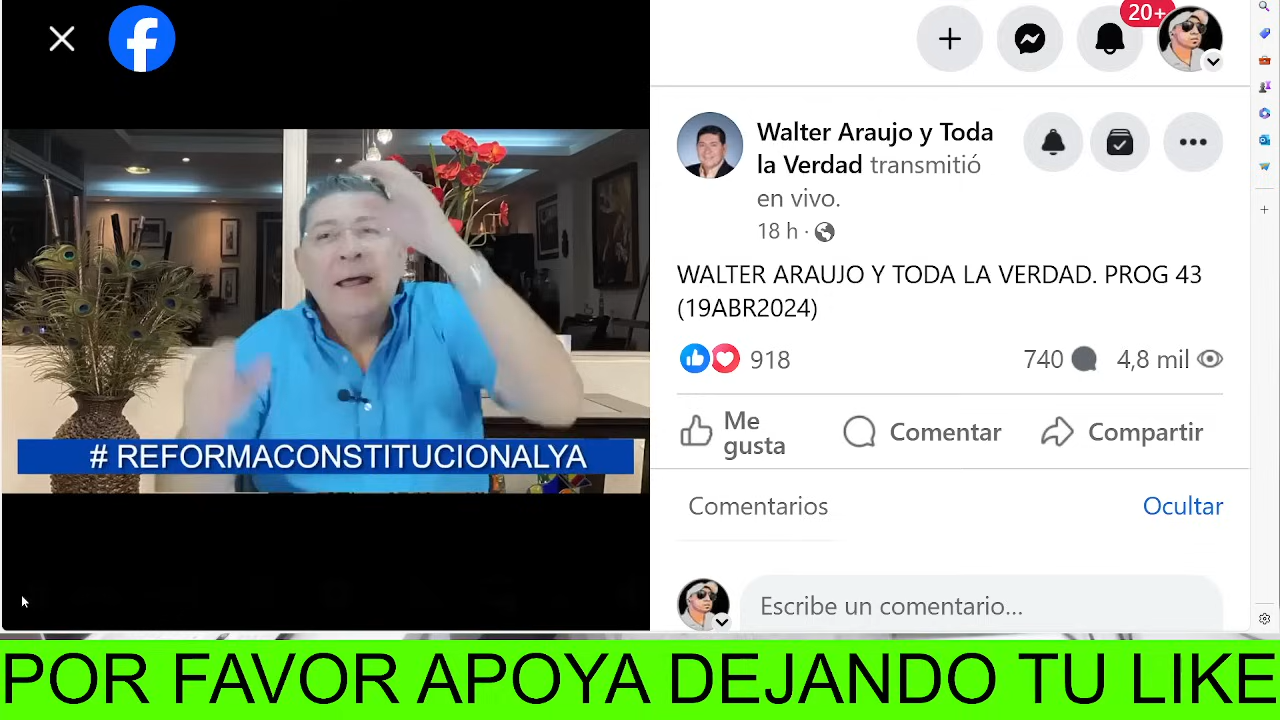 20+
Walter Araujo y Toda
la Verdad transmitió
en vivo.
18 h ·
WALTER ARAUJO Y TODA LA VERDAD. PROG 43
(19ABR2024)
918
740
4,8 mil
Me
gusta
Comentar
Compartir
# REFORMACONSTITUCIONALYA
Comentarios
Ocultar
Escribe un comentario...
POR FAVOR APOYA DEJANDO TU LIKE